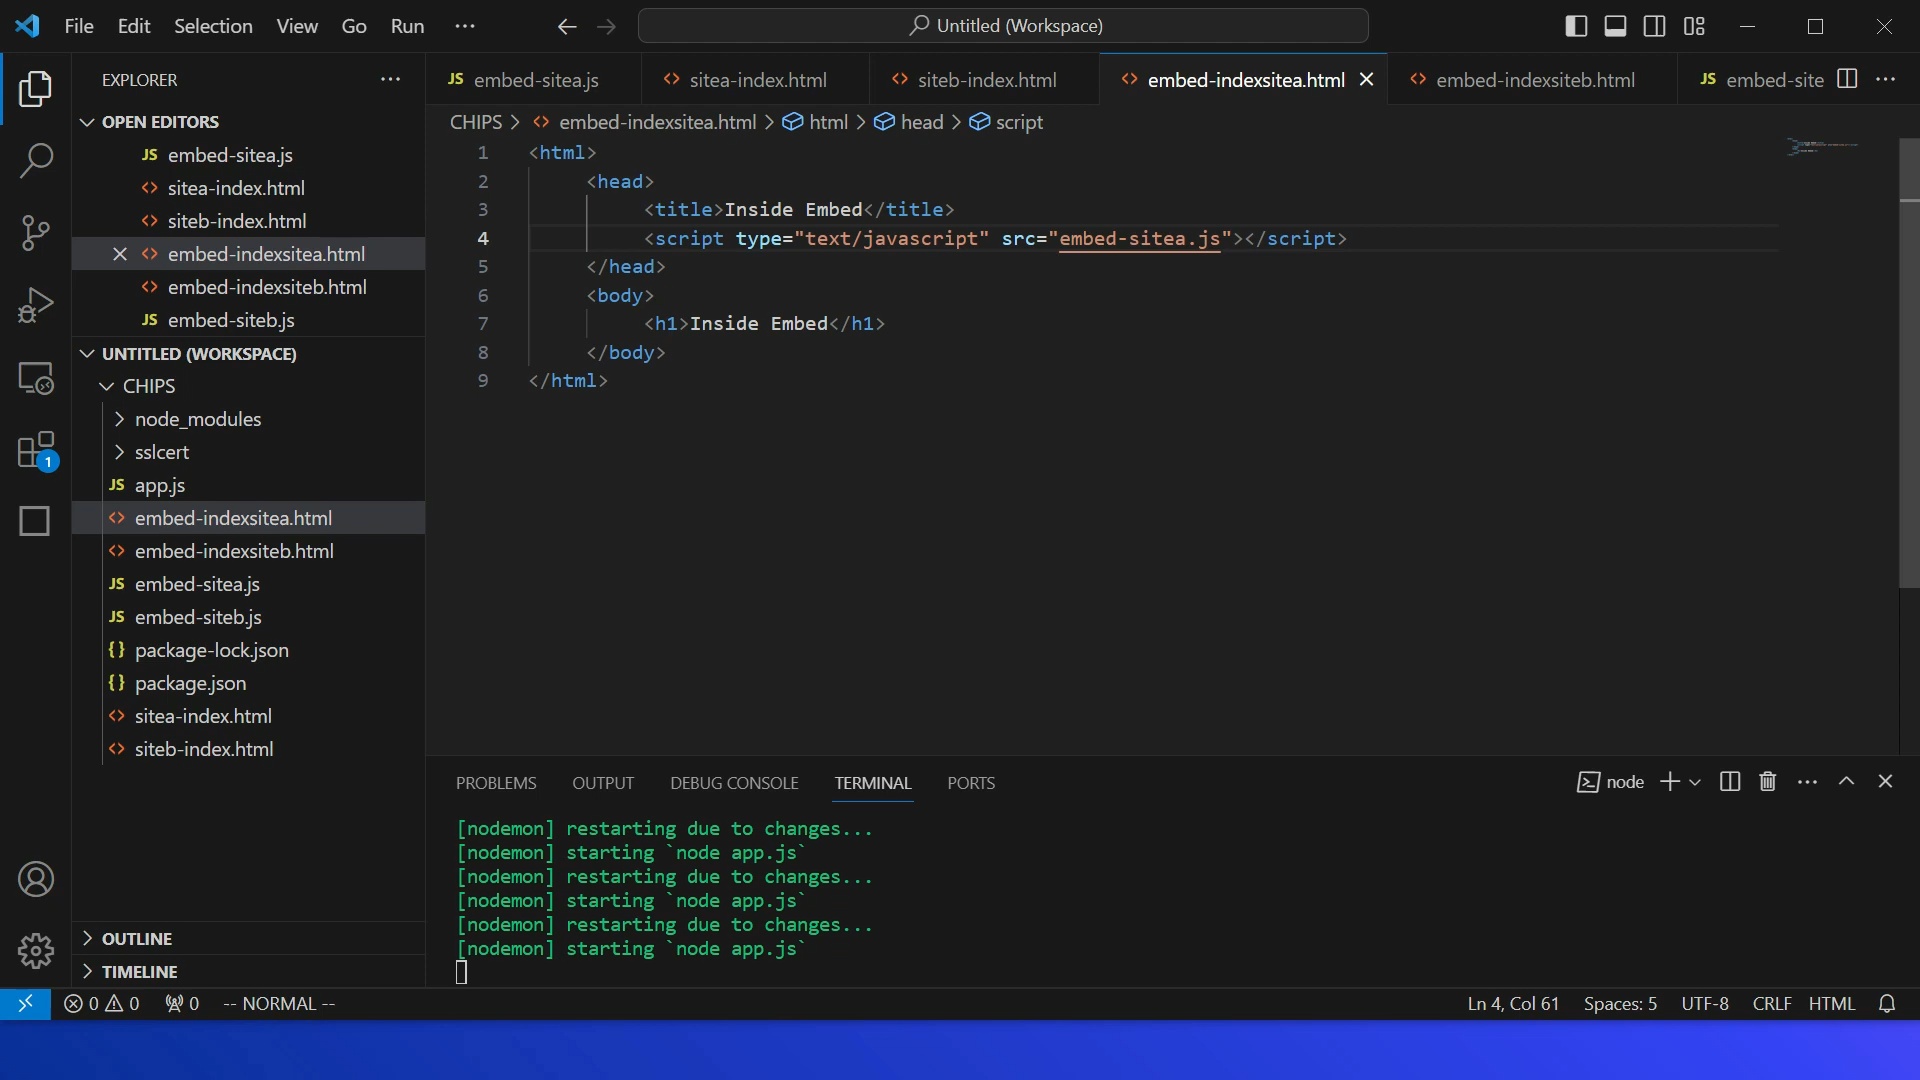 File Edit Selection View Go Run ···
Untitled (Workspace)
EXPLORER
OPEN EDITORS
JS embed-sitea.js
<> sitea-index.html
<> siteb-index.html
<> embed-indexsitea.html
<> embed-indexsiteb.html
JS embed-siteb.js
UNTITLED (WORKSPACE)
CHIPS
node_modules
sslcert
JS app.js
<> embed-indexsitea.html
<> embed-indexsiteb.html
JS embed-sitea.js
JS embed-siteb.js
{} package-lock.json
{} package.json
<> sitea-index.html
<> siteb-index.html
1
OUTLINE
TIMELINE
JS embed-sitea.js <> sitea-index.html <> siteb-index.html <> embed-indexsitea.html <> embed-indexsiteb.html JS embed-site
CHIPS > <> embed-indexsitea.html > html > head > script
1 <html>
2 <head>
3 <title>Inside Embed</title>
4 <script type="text/javascript" src="embed-sitea.js"></script>
5 </head>
6 <body>
7 <h1>Inside Embed</h1>
8 </body>
9 </html>
PROBLEMS OUTPUT DEBUG CONSOLE TERMINAL PORTS
node
[nodemon] restarting due to changes...
[nodemon] starting `node app.js`
[nodemon] restarting due to changes...
[nodemon] starting `node app.js`
[nodemon] restarting due to changes...
[nodemon] starting `node app.js`
0 0 0 -- NORMAL -- Ln 4, Col 61 Spaces: 5 UTF-8 CRLF HTML